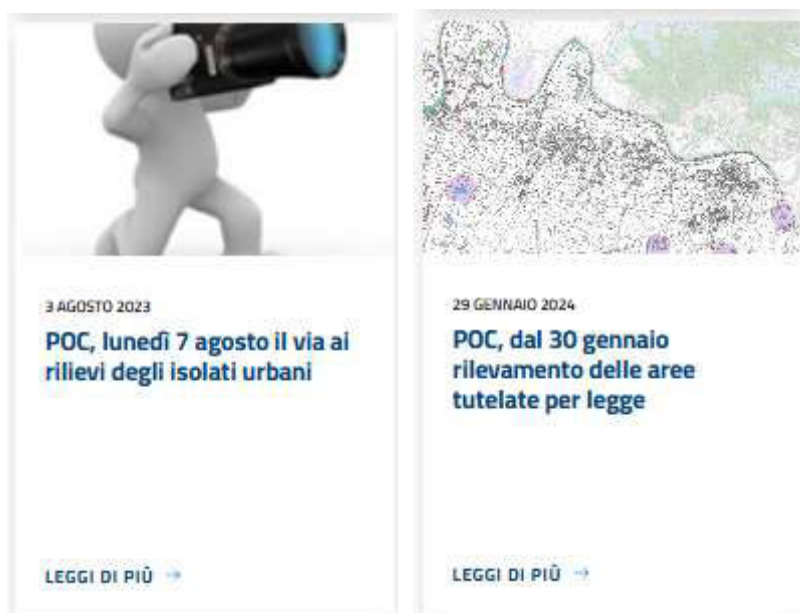 3 AGOSTO 2023
POC, lunedì 7 agosto il via ai
rilievi degli isolati urbani
LEGGI DI PIÙ →
29 GENNAIO 2024
POC, dal 30 gennaio
rilevamento delle aree
tutelate per legge
LEGGI DI PIÙ →